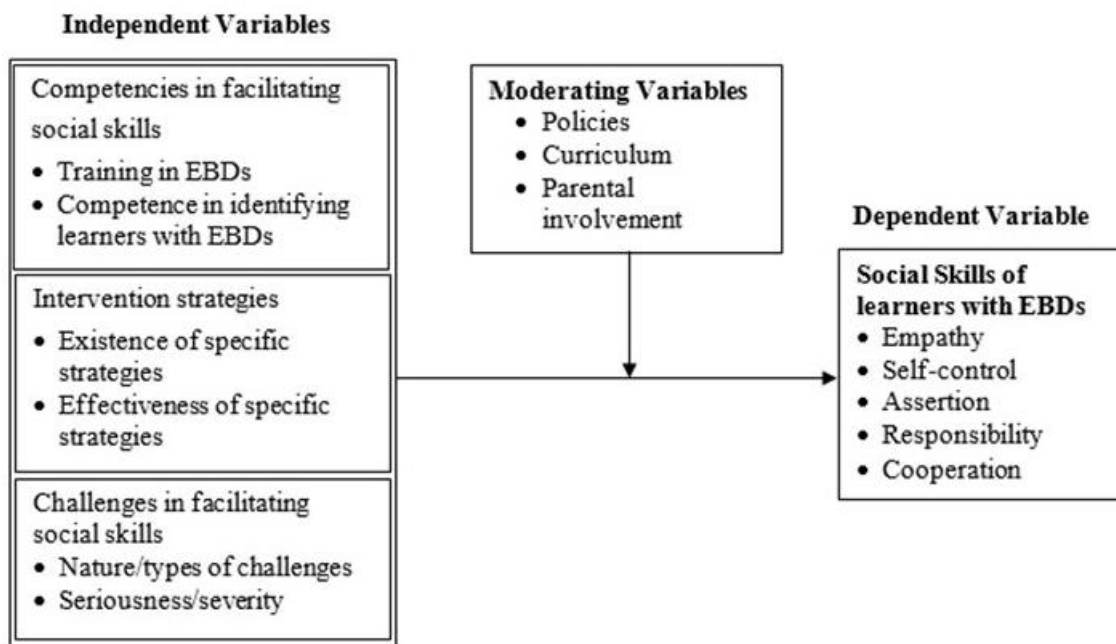 Independent Variables
Competencies in facilitating
social skills
• Training in EBDs
• Competence in identifying
learners with EBDs
Intervention strategies
• Existence of specific
strategies
• Effectiveness of specific
strategies
Challenges in facilitating
social skills
• Nature/types of challenges
• Seriousness/severity
Moderating Variables
• Policies
• Curriculum
• Parental
involvement
Dependent Variable
Social Skills of
learners with EBDs
• Empathy
• Self-control
• Assertion
• Responsibility
• Cooperation